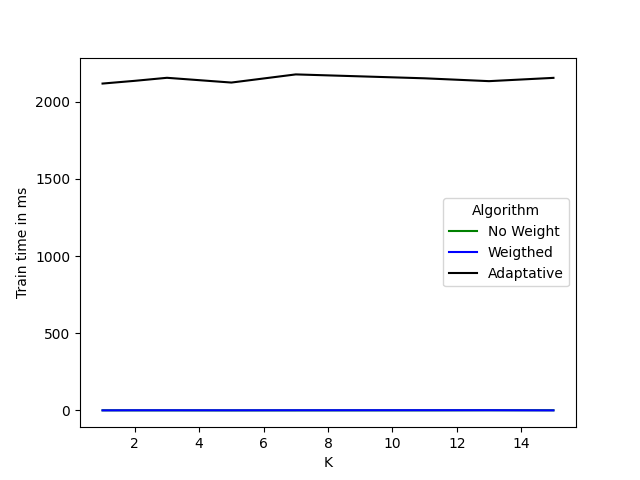 2000
1500
1000
500
0
Train time in ms
Algorithm
No Weight
Weigthed
Adaptative
2 4 6 8 10 12 14
K